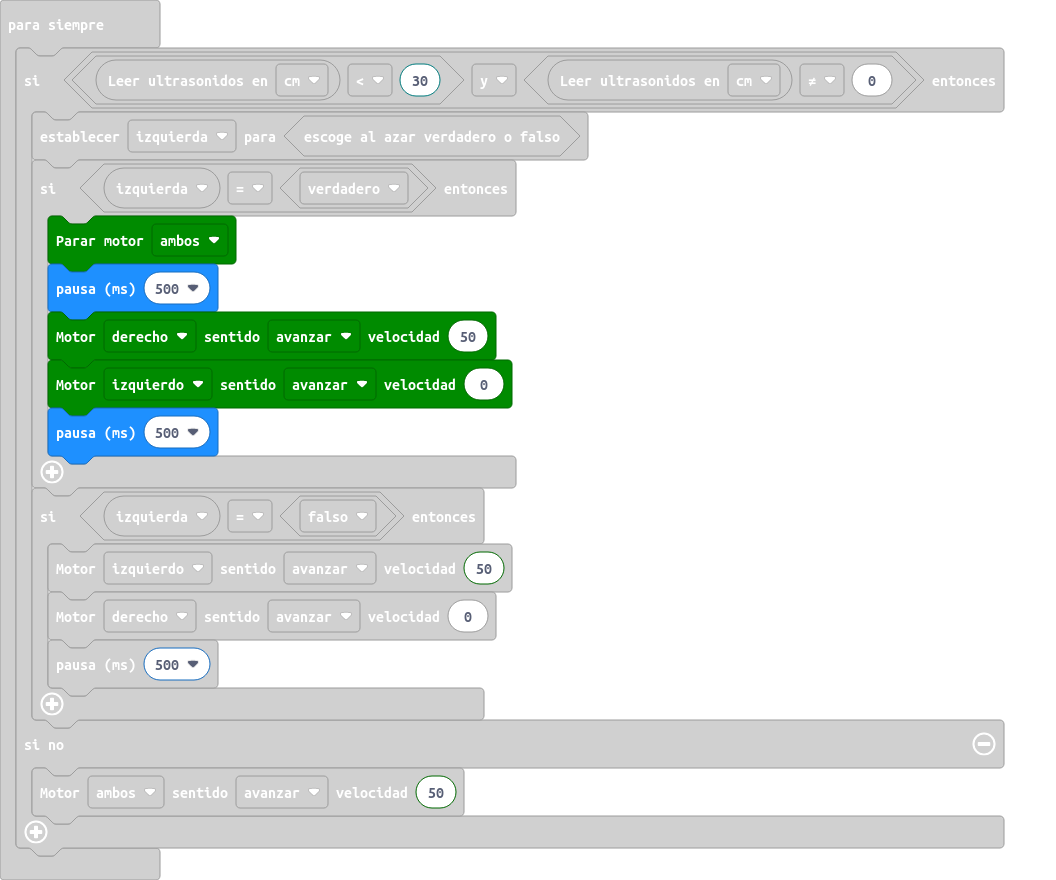 para siempre
si Leer ultrasonidos en cm < 30 y Leer ultrasonidos en cm ≠ 0 entonces
establecer izquierda para escoge al azar verdadero o falso
si izquierda = verdadero entonces
Parar motor ambos
pausa (ms) 500
Motor derecho sentido avanzar velocidad 50
Motor izquierdo sentido avanzar velocidad 0
pausa (ms) 500
si izquierda = falso entonces
Motor izquierdo sentido avanzar velocidad 50
Motor derecho sentido avanzar velocidad 0
pausa (ms) 500
si no
Motor ambos sentido avanzar velocidad 50